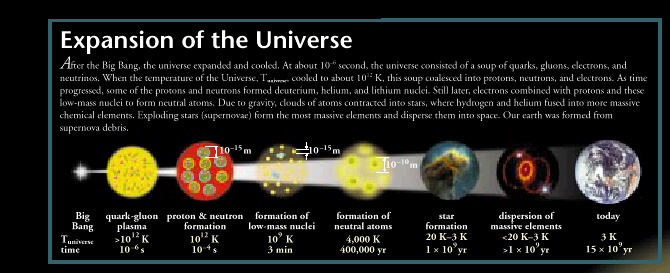 Expansion of the Universe
After the Big Bang, the universe expanded and cooled. At about 10⁻⁶ second, the universe consisted of a soup of quarks, gluons, electrons, and
neutrinos. When the temperature of the Universe, Tuniverse, cooled to about 10¹² K, this soup coalesced into protons, neutrons, and electrons. As time
progressed, some of the protons and neutrons formed deuterium, helium, and lithium nuclei. Still later, electrons combined with protons and these
low-mass nuclei to form neutral atoms. Due to gravity, clouds of atoms contracted into stars, where hydrogen and helium fused into more massive
chemical elements. Exploding stars (supernovae) form the most massive elements and disperse them into space. Our earth was formed from
supernova debris.
10⁻¹⁵m 10⁻¹⁵m 10⁻¹⁰m
Big Bang
quark-gluon plasma
proton & neutron formation
formation of low-mass nuclei
formation of neutral atoms
star formation
dispersion of massive elements
today
Tuniverse >10¹² K 10¹² K 10⁹ K 4,000 K 20 K–3 K <20 K–3 K 3 K
time 10⁻⁶ s 10⁻⁴ s 3 min 400,000 yr 1 x 10⁹ yr >1 x 10⁹ yr 15 x 10⁹ yr